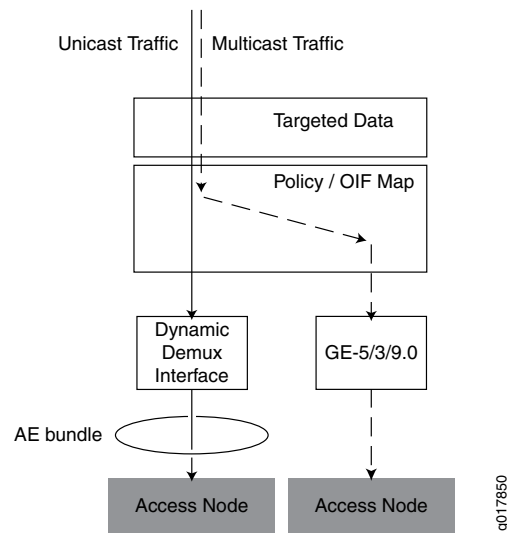 Unicast Traffic
Multicast Traffic
Targeted Data
Policy / OIF Map
Dynamic
Demux
Interface
GE-5/3/9.0
AE bundle
Access Node
Access Node
g017850